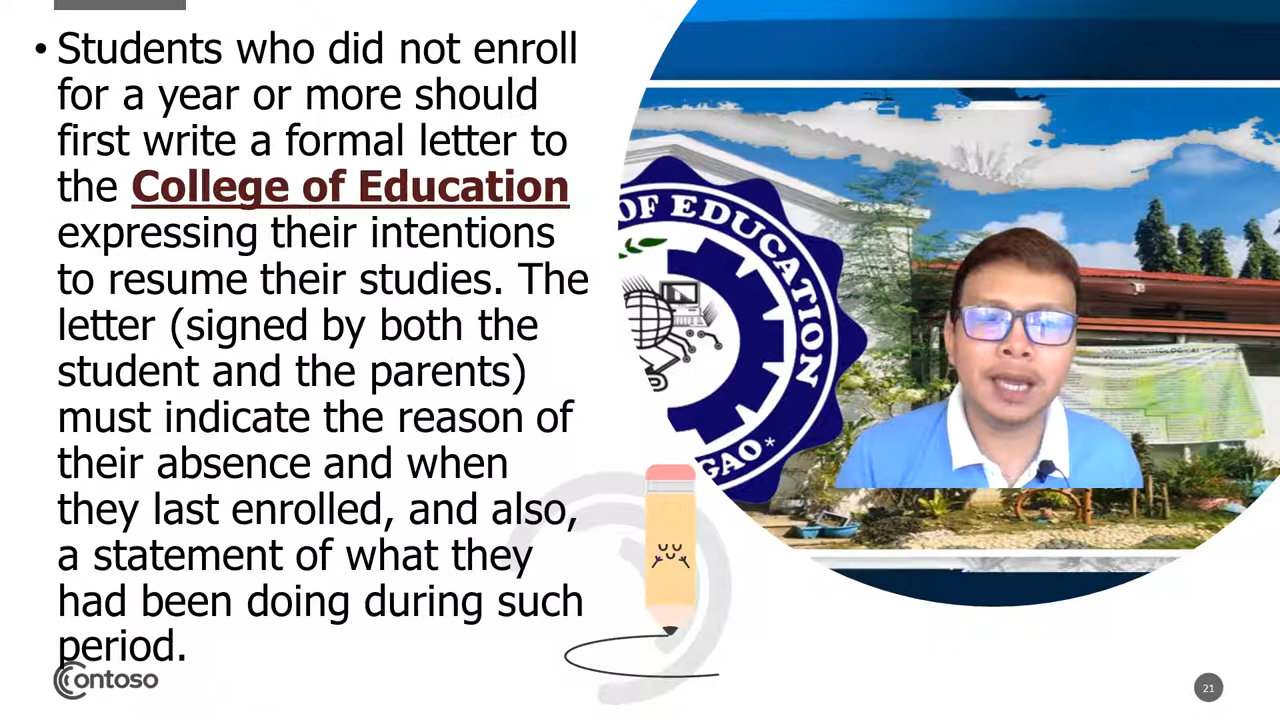 • Students who did not enroll
for a year or more should
first write a formal letter to
the College of Education
expressing their intentions
to resume their studies. The
letter (signed by both the
student and the parents)
must indicate the reason of
their absence and when
they last enrolled, and also,
a statement of what they
had been doing during such
period.
OF EDUCATION
GAO*
Contoso
21